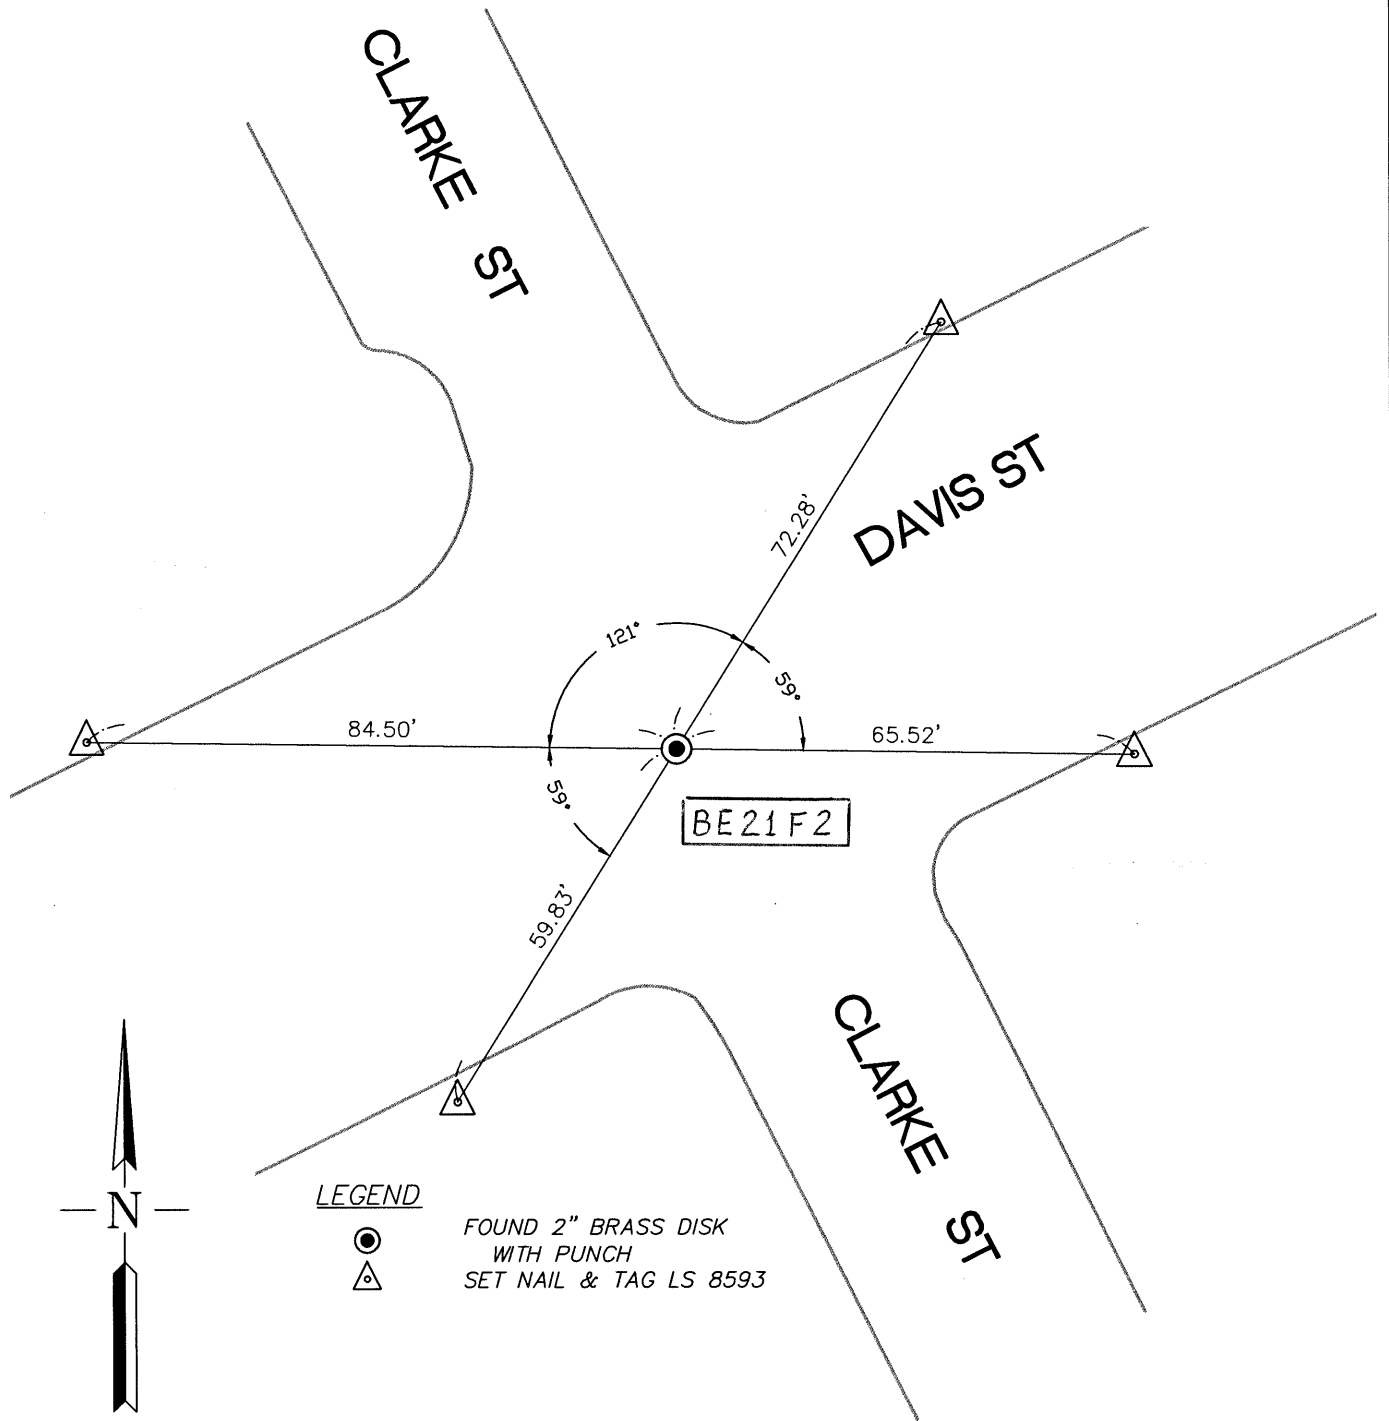 CLARKE ST
DAVIS ST
72.28'
121°
59°
84.50'
65.52'
59°
BE21F2
59.83'
CLARKE ST
N
LEGEND
FOUND 2" BRASS DISK
WITH PUNCH
SET NAIL & TAG LS 8593